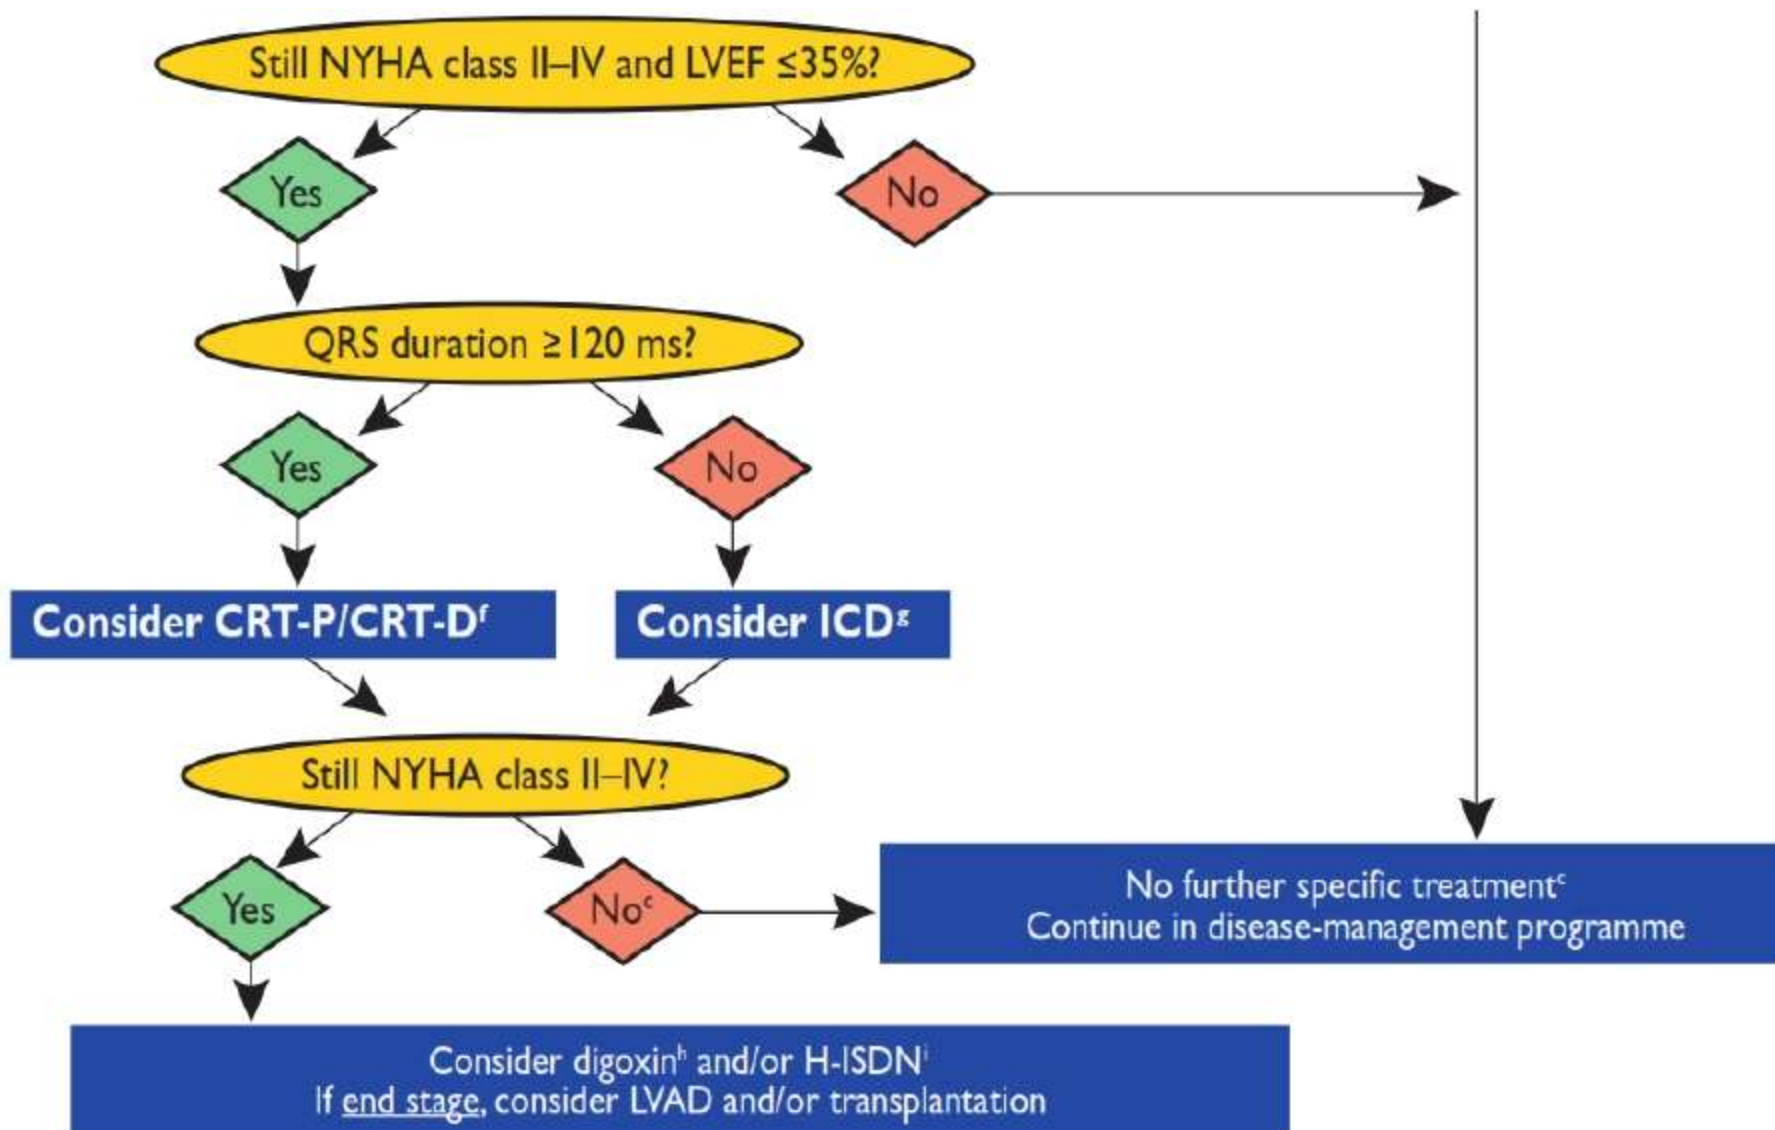 Still NYHA class II–IV and LVEF ≤35%?
Yes
No
QRS duration ≥120 ms?
Yes
No
Consider CRT-P/CRT-Dᶠ
Consider ICDᵍ
Still NYHA class II–IV?
Yes
Noᶜ
No further specific treatmentᶜ
Continue in disease-management programme
Consider digoxinʰ and/or H-ISDNⁱ
If end stage, consider LVAD and/or transplantation